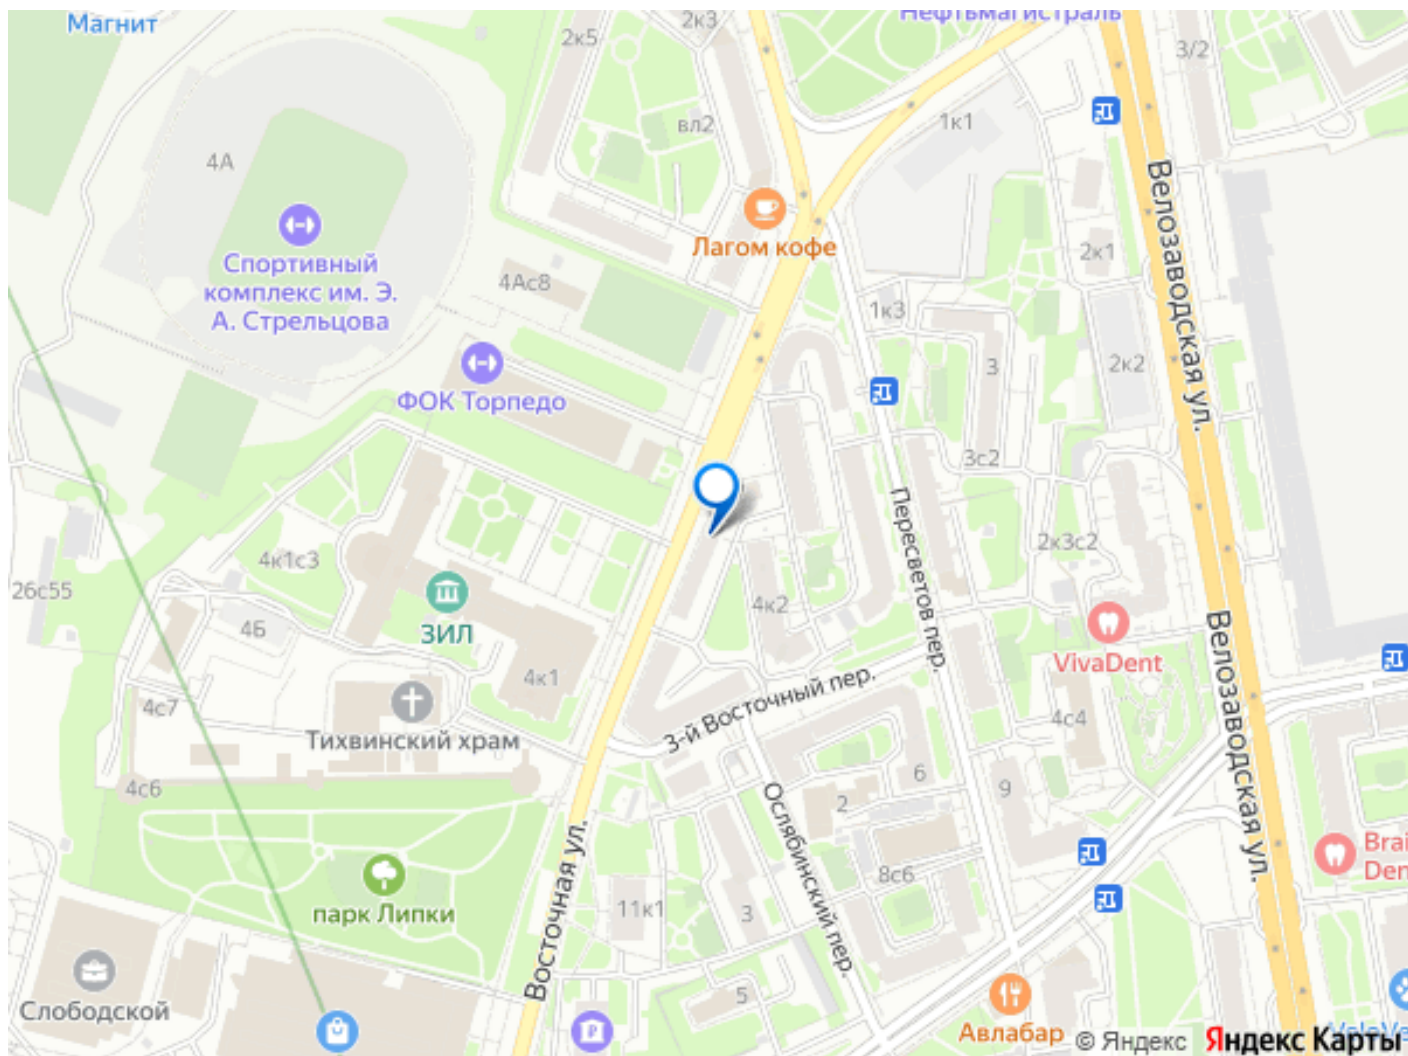 Магнит
2к3
Нефтьмагистраль
2к5
3/2
вл2
1к1
4А
Велозаводская ул.
Лагом кофе
2к1
Спортивный
комплекс им. Э.
А. Стрельцова
4Ас8
1к3
2к2
3
ФОК Торпедо
3с2
Пересветов пер.
2к3с2
4к1с3
26с55
4к2
4Б
ЗИЛ
VivaDent
Велозаводская ул.
4к1
4с7
4с4
3-й Восточный пер.
Тихвинский храм
4с6
6
9
2
Ослябинский пер.
Восточная ул.
Brai
Den
8с6
парк Липки
11к1
3
5
Слободской
Авлабар
© Яндекс
Яндекс Карты